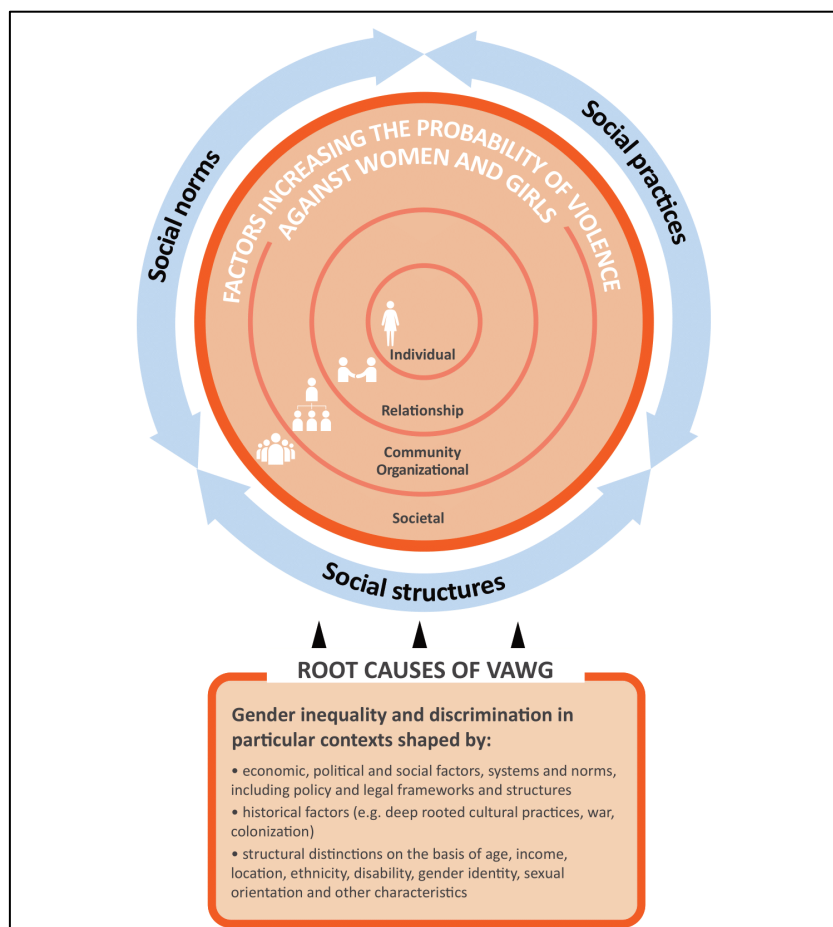 Social norms
Social practices
FACTORS INCREASING THE PROBABILITY OF VIOLENCE
AGAINST WOMEN AND GIRLS
Individual
Relationship
Community
Organizational
Societal
Social structures
ROOT CAUSES OF VAWG
Gender inequality and discrimination in
particular contexts shaped by:
• economic, political and social factors, systems and norms,
including policy and legal frameworks and structures
• historical factors (e.g. deep rooted cultural practices, war,
colonization)
• structural distinctions on the basis of age, income,
location, ethnicity, disability, gender identity, sexual
orientation and other characteristics